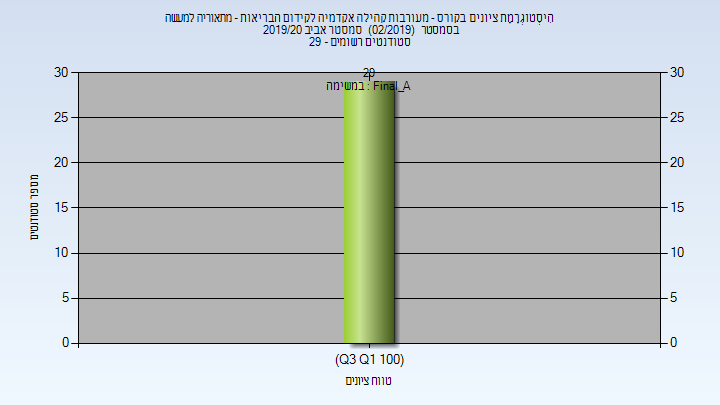 הִיסְטוֹגְרָמַת ציונים בקורס - מעורבות קהילה אקדמיה לקידום הבריאות - מתאוריה למעשה
בסמסטר (02/2019) סמסטר אביב 2019/20
סטודנטים רשומים - 29
29
במשימה : Final_A
30
25
20
15
10
5
0
30
25
20
15
10
5
0
מספר סטודנטים
(Q3 Q1 100)
טווח ציונים